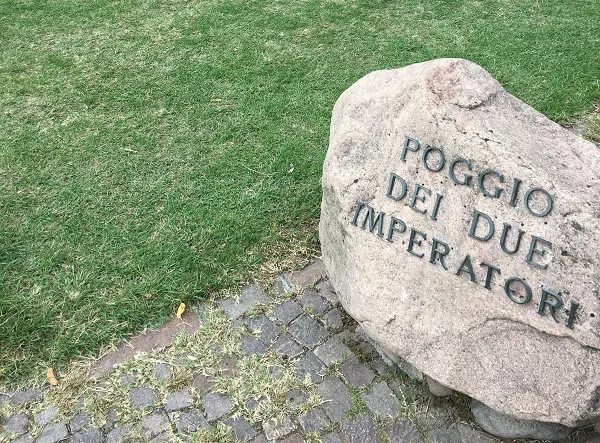 POGGIO
DEI DUE
IMPERATORI